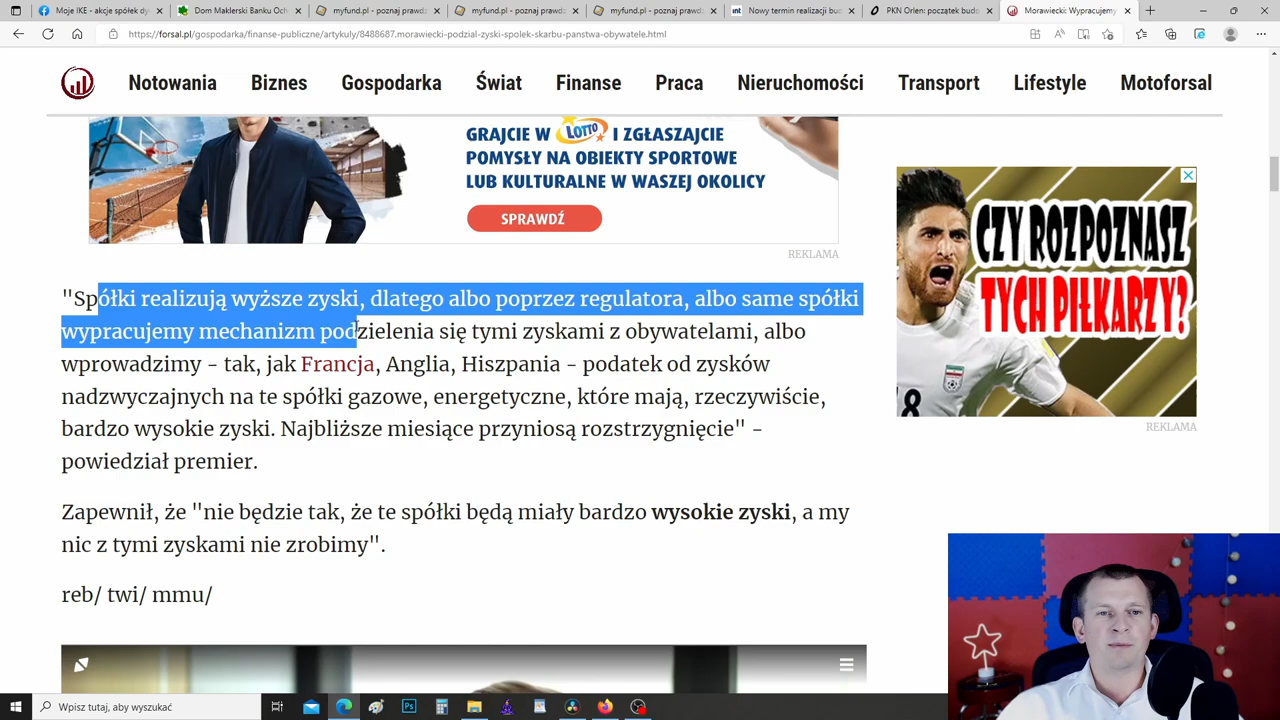 Moje IKE - akcje spółek dy
Dom Maklerski Banku Och
myfund.pl - poznaj prawdz
myfund.pl - poznaj prawdz
myfund.pl - poznaj prawdz
int
Nowy termin realizacji bud
PKN Orlen: początek budo
Morawiecki: Wypracujemy
https://forsal.pl/gospodarka/finanse-publiczne/artykuly/8488687.morawiecki-podzial-zyski-spolek-skarbu-panstwa-obywatele.html
Notowania Biznes Gospodarka Świat Finanse Praca Nieruchomości Transport Lifestyle Motoforsal
GRAJCIE W LOTTO I ZGŁASZAJCIE
POMYSŁY NA OBIEKTY SPORTOWE
LUB KULTURALNE W WASZEJ OKOLICY
SPRAWDŹ
REKLAMA
CZY ROZPOZNASZ
TYCH PIŁKARZY?
8
REKLAMA
"Spółki realizują wyższe zyski, dlatego albo poprzez regulatora, albo same spółki
wypracujemy mechanizm podzielenia się tymi zyskami z obywatelami, albo
wprowadzimy - tak, jak Francja, Anglia, Hiszpania - podatek od zysków
nadzwyczajnych na te spółki gazowe, energetyczne, które mają, rzeczywiście,
bardzo wysokie zyski. Najbliższe miesiące przyniosą rozstrzygnięcie" -
powiedział premier.
Zapewnił, że "nie będzie tak, że te spółki będą miały bardzo wysokie zyski, a my
nic z tymi zyskami nie zrobimy".
reb/ twi/ mmu/
Wpisz tutaj, aby wyszukać